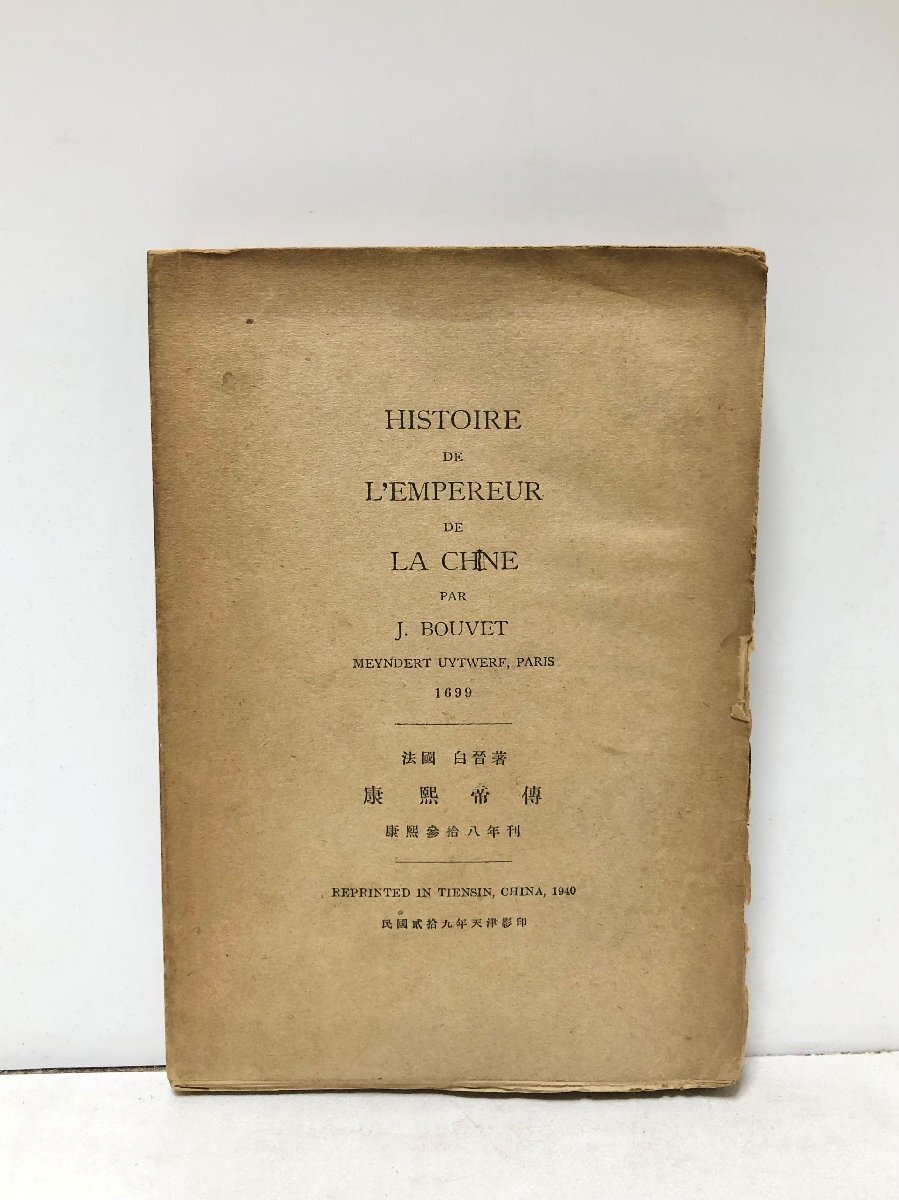 HISTOIRE
DE
L'EMPEREUR
DE
LA CHINE
PAR
J. BOUVET
MEYNDERT UYTWERF, PARIS
1699
法國 白晉著
康熙帝傳
康熙參拾八年刊
REPRINTED IN TIENSIN, CHINA, 1940
民國貳拾九年天津影印